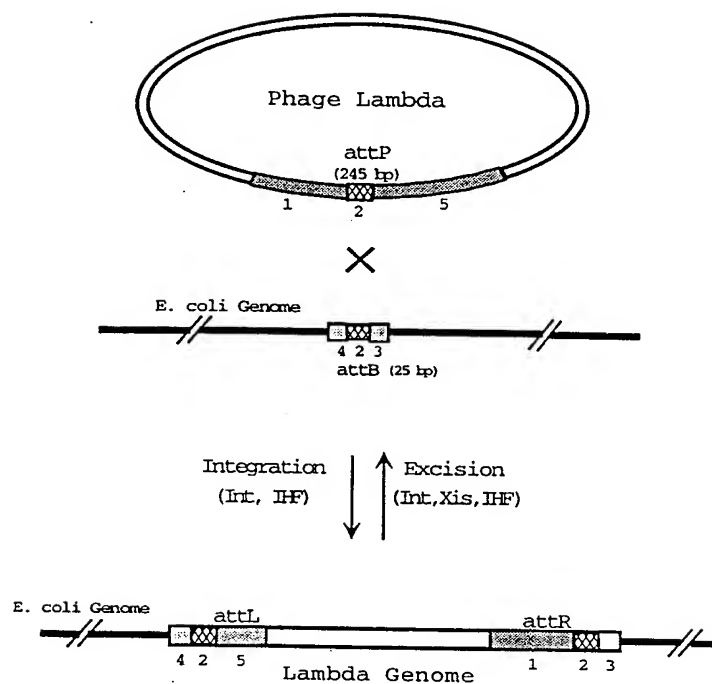 Phage Lambda
attP
(245 bp)
1 2 5
E. coli Genome
4 2 3
attB (25 bp)
Integration
(Int, IHF)
Excision
(Int,Xis,IHF)
E. coli Genome
attL
attR
4 2 5
1 2 3
Lambda Genome